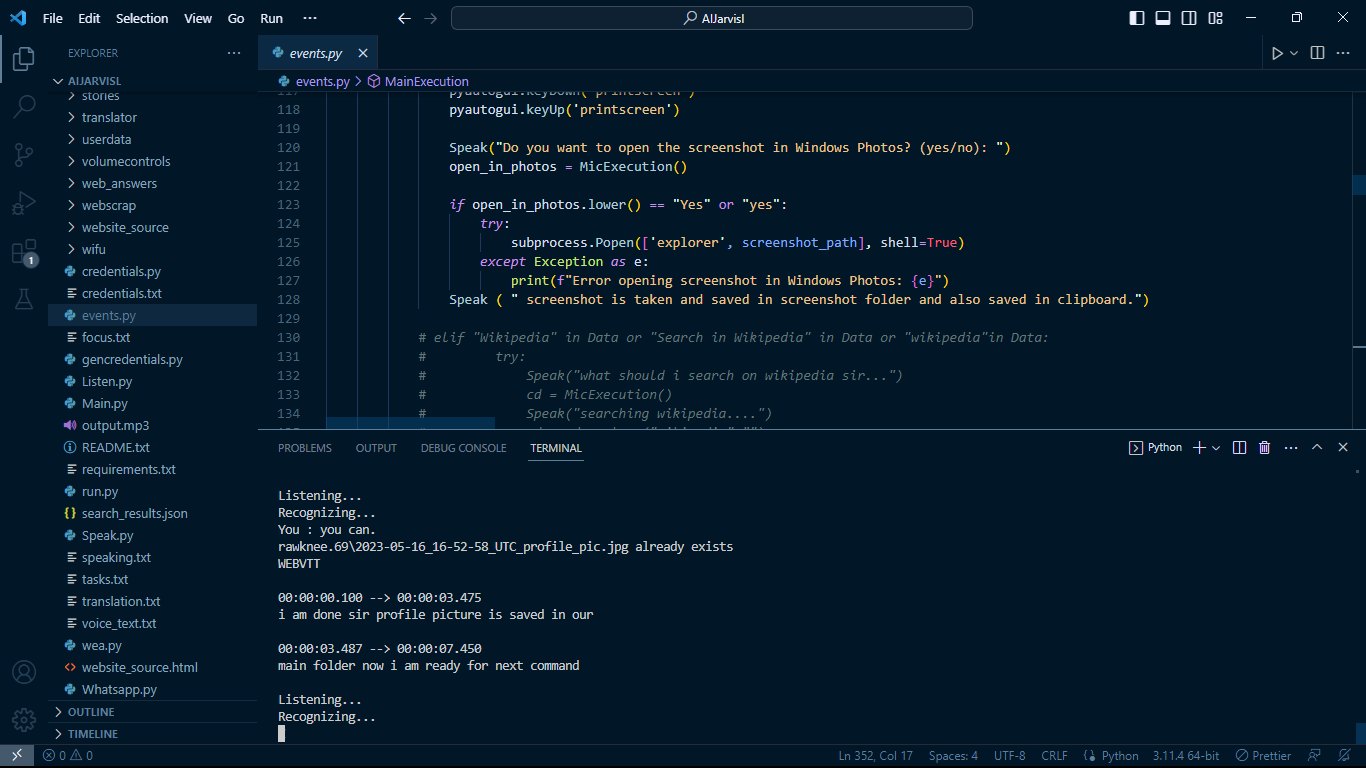 File Edit Selection View Go Run ··· AIJarvisl
EXPLORER ···
AIJARVISL
stories
translator
userdata
volumecontrols
web_answers
webscrap
website_source
wifu
credentials.py
credentials.txt
events.py
focus.txt
gencredentials.py
Listen.py
Main.py
output.mp3
README.txt
requirements.txt
run.py
search_results.json
Speak.py
speaking.txt
tasks.txt
translation.txt
voice_text.txt
wea.py
website_source.html
Whatsapp.py
OUTLINE
TIMELINE
1
events.py
events.py > MainExecution
117 pyautogui.keyDown('printscreen')
118 pyautogui.keyUp('printscreen')
119
120 Speak("Do you want to open the screenshot in Windows Photos? (yes/no): ")
121 open_in_photos = MicExecution()
122
123 if open_in_photos.lower() == "Yes" or "yes":
124 try:
125 subprocess.Popen(['explorer', screenshot_path], shell=True)
126 except Exception as e:
127 print(f"Error opening screenshot in Windows Photos: {e}")
128 Speak ( " screenshot is taken and saved in screenshot folder and also saved in clipboard.")
129
130 # elif "Wikipedia" in Data or "Search in Wikipedia" in Data or "wikipedia"in Data:
131 # try:
132 # Speak("what should i search on wikipedia sir...")
133 # cd = MicExecution()
134 # Speak("searching wikipedia....")
PROBLEMS OUTPUT DEBUG CONSOLE TERMINAL Python
Listening...
Recognizing...
You : you can.
rawknee.69\2023-05-16_16-52-58_UTC_profile_pic.jpg already exists
WEBVTT
00:00:00.100 --> 00:00:03.475
i am done sir profile picture is saved in our
00:00:03.487 --> 00:00:07.450
main folder now i am ready for next command
Listening...
Recognizing...
0 0 Ln 352, Col 17 Spaces: 4 UTF-8 CRLF Python 3.11.4 64-bit Prettier